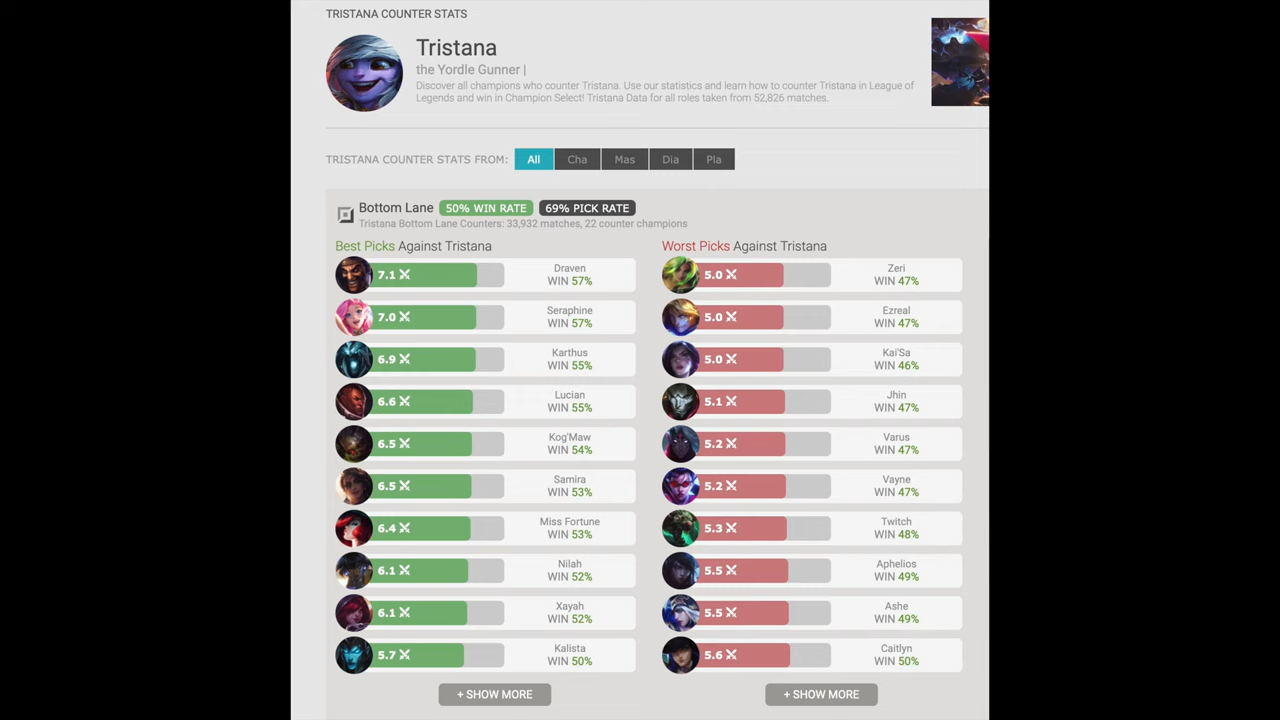 TRISTANA COUNTER STATS
Tristana
the Yordle Gunner |
Discover all champions who counter Tristana. Use our statistics and learn how to counter Tristana in League of
Legends and win in Champion Select! Tristana Data for all roles taken from 52,826 matches.
TRISTANA COUNTER STATS FROM: All Cha Mas Dia Pla
Bottom Lane 50% WIN RATE 69% PICK RATE
Tristana Bottom Lane Counters: 33,932 matches, 22 counter champions
Best Picks Against Tristana
7.1 Draven
WIN 57%
7.0 Seraphine
WIN 57%
6.9 Karthus
WIN 55%
6.6 Lucian
WIN 55%
6.5 Kog'Maw
WIN 54%
6.5 Samira
WIN 53%
6.4 Miss Fortune
WIN 53%
6.1 Nilah
WIN 52%
6.1 Xayah
WIN 52%
5.7 Kalista
WIN 50%
+ SHOW MORE
Worst Picks Against Tristana
5.0 Zeri
WIN 47%
5.0 Ezreal
WIN 47%
5.0 Kai'Sa
WIN 46%
5.1 Jhin
WIN 47%
5.2 Varus
WIN 47%
5.2 Vayne
WIN 47%
5.3 Twitch
WIN 48%
5.5 Aphelios
WIN 49%
5.5 Ashe
WIN 49%
5.6 Caitlyn
WIN 50%
+ SHOW MORE